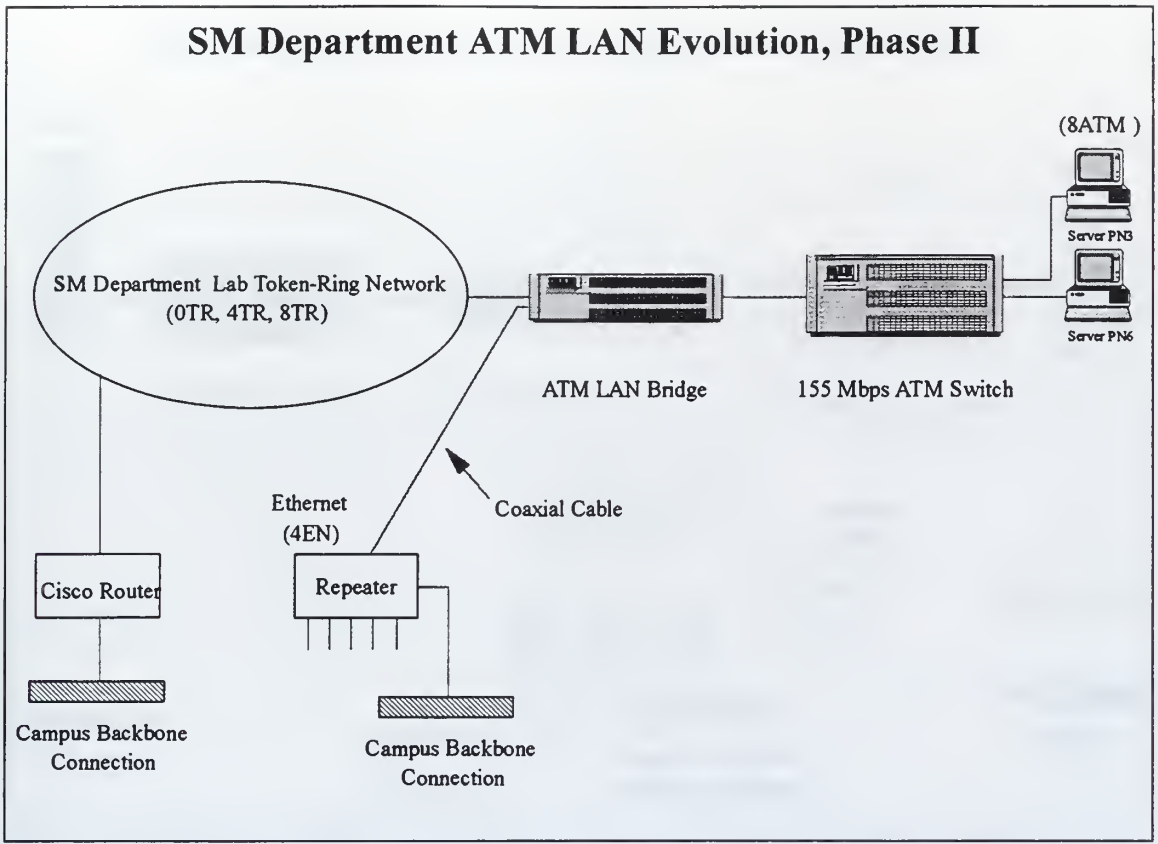 SM Department ATM LAN Evolution, Phase II
(8ATM )
Server PN3
SM Department Lab Token-Ring Network
(0TR, 4TR, 8TR)
Server PN6
ATM LAN Bridge
155 Mbps ATM Switch
Ethernet
(4EN)
Coaxial Cable
Cisco Router
Repeater
Campus Backbone
Connection
Campus Backbone
Connection